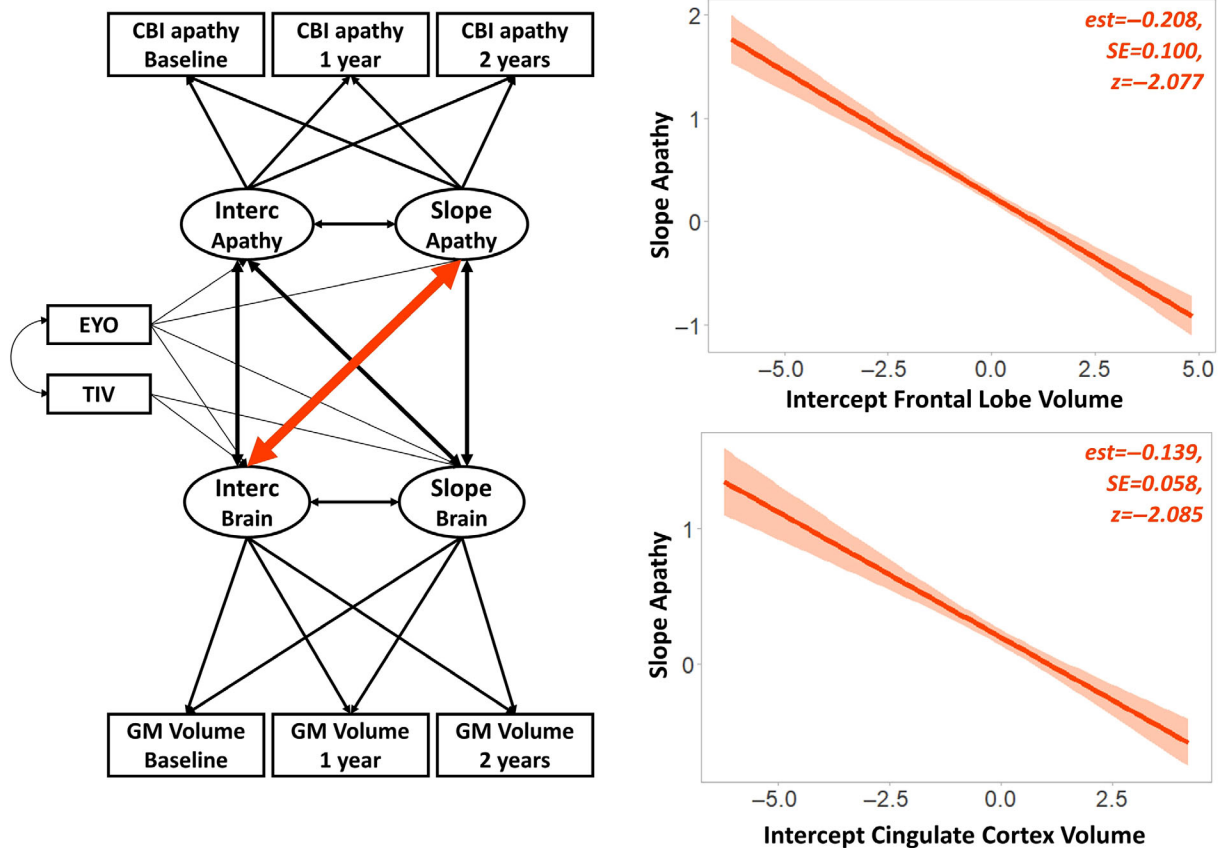 CBI apathy
Baseline
CBI apathy
1 year
CBI apathy
2 years
Interc
Apathy
Slope
Apathy
EYO
TIV
Interc
Brain
Slope
Brain
GM Volume
Baseline
GM Volume
1 year
GM Volume
2 years
est=−0.208,
SE=0.100,
z=−2.077
Slope Apathy
2
1
0
−1
−5.0
−2.5
0.0
2.5
5.0
Intercept Frontal Lobe Volume
est=−0.139,
SE=0.058,
z=−2.085
Slope Apathy
1
0
−5.0
−2.5
0.0
2.5
Intercept Cingulate Cortex Volume